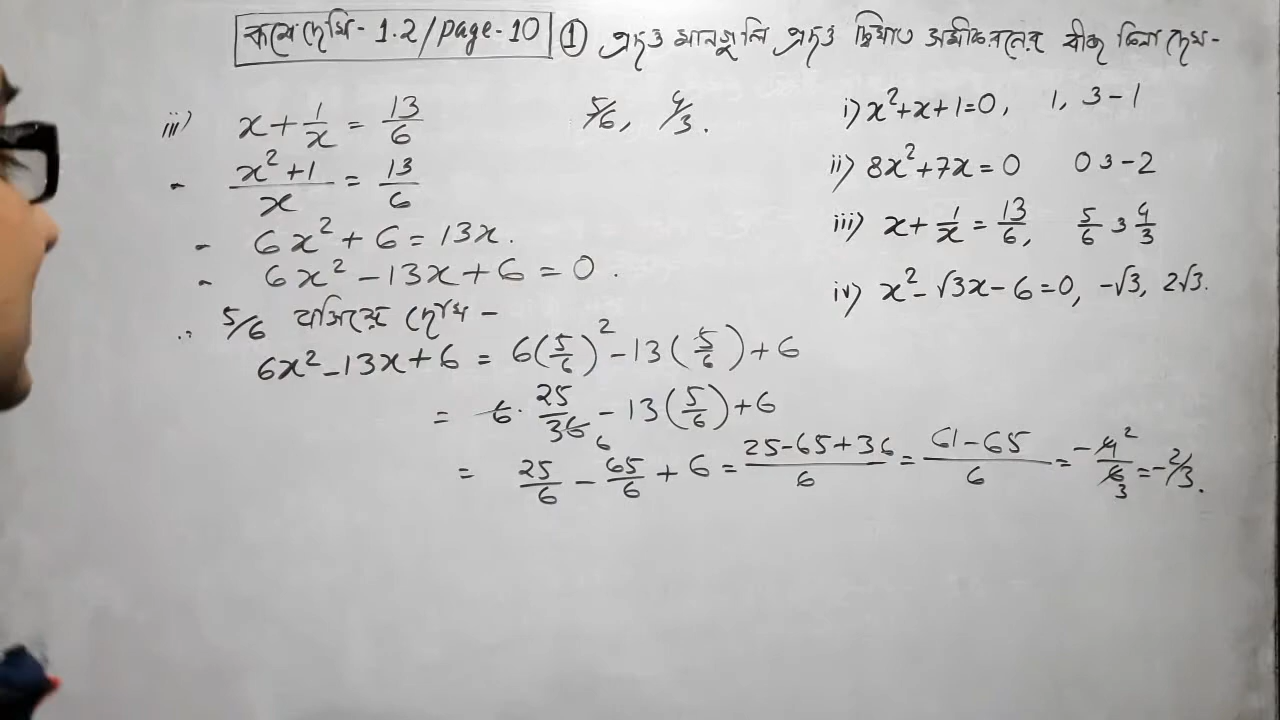 কষে দেখি - 1.2 / page - 10 ① প্রদত্ত মানগুলি প্রদত্ত দ্বিঘাত সমীকরণের বীজ কিনা দেখ -
iii) x + 1/x = 13/6   5/6, 4/3.
- (x² + 1)/x = 13/6
- 6x² + 6 = 13x.
- 6x² - 13x + 6 = 0.
∴ 5/6 বসিয়ে দেখি -
6x² - 13x + 6 = 6(5/6)² - 13(5/6) + 6
= 6 · 25/36 6 - 13(5/6) + 6
= 25/6 - 65/6 + 6 = (25 - 65 + 36)/6 = (61 - 65)/6 = - 4 2/6 3 = - 2/3.
i) x² + x + 1 = 0, 1, ও - 1
ii) 8x² + 7x = 0 0 ও - 2
iii) x + 1/x = 13/6, 5/6 ও 4/3
iv) x² - √3x - 6 = 0, -√3, 2√3.